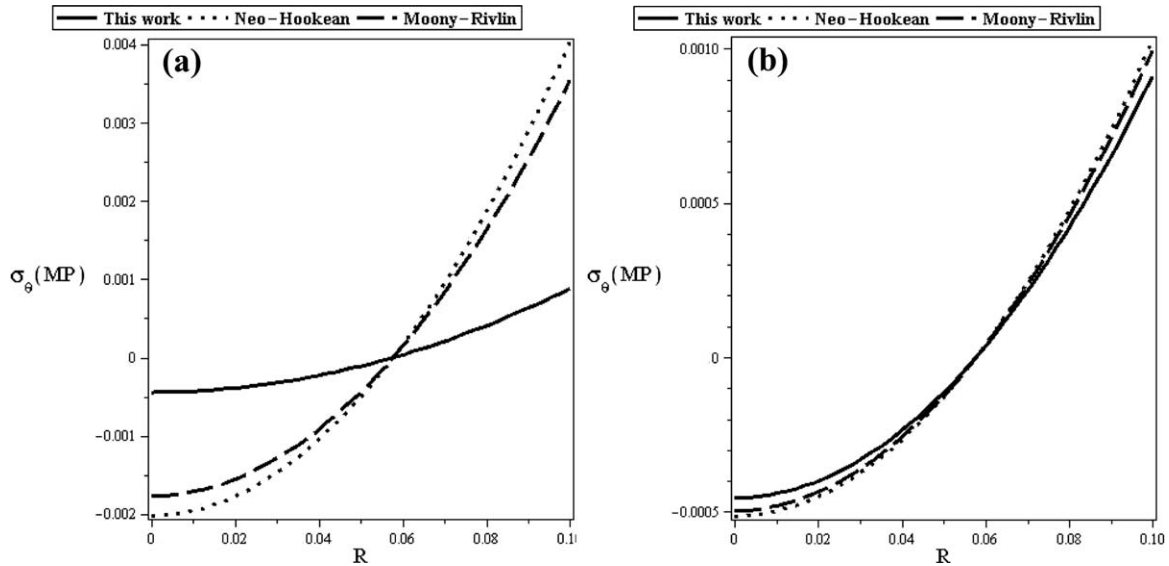 This work Neo-Hookean Moony-Rivlin
(a)
0.004
0.003
0.002
0.001
0
-0.001
-0.002
σθ(MP)
0 0.02 0.04 0.06 0.08 0.10
R
This work Neo-Hookean Moony-Rivlin
(b)
0.0010
0.0005
0
-0.0005
σθ(MP)
0 0.02 0.04 0.06 0.08 0.10
R